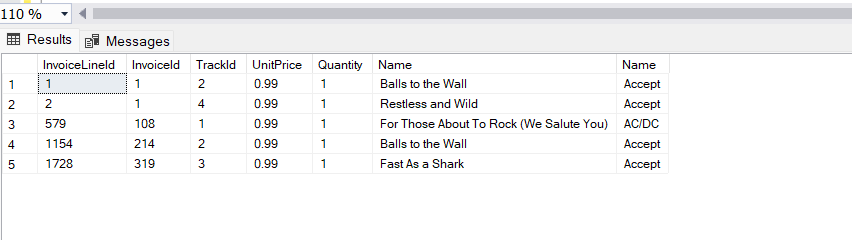 110 %
Results Messages
InvoiceLineId InvoiceId TrackId UnitPrice Quantity Name Name
1 1 1 2 0.99 1 Balls to the Wall Accept
2 2 1 4 0.99 1 Restless and Wild Accept
3 579 108 1 0.99 1 For Those About To Rock (We Salute You) AC/DC
4 1154 214 2 0.99 1 Balls to the Wall Accept
5 1728 319 3 0.99 1 Fast As a Shark Accept